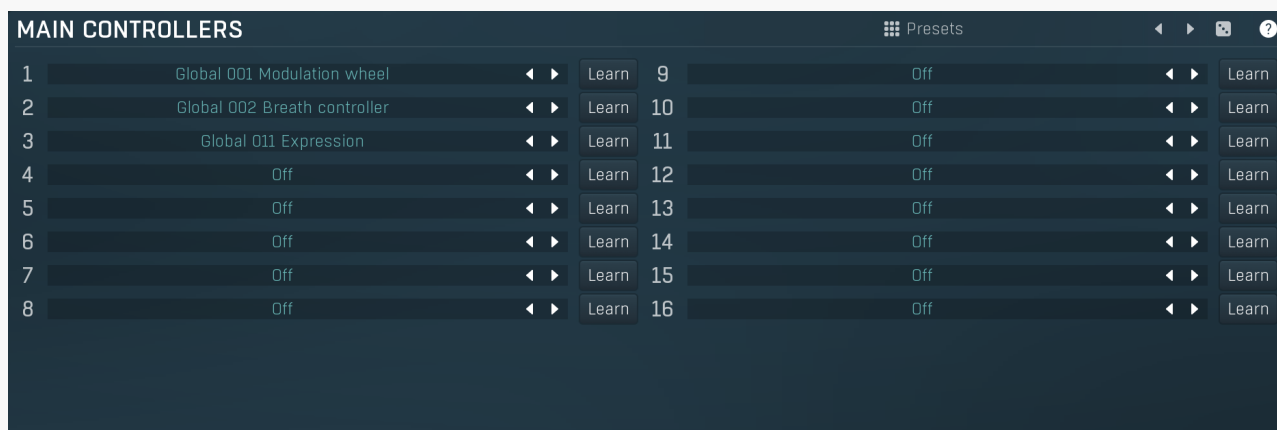 MAIN CONTROLLERS Presets ?
1 Global 001 Modulation wheel Learn 9 Off Learn
2 Global 002 Breath controller Learn 10 Off Learn
3 Global 011 Expression Learn 11 Off Learn
4 Off Learn 12 Off Learn
5 Off Learn 13 Off Learn
6 Off Learn 14 Off Learn
7 Off Learn 15 Off Learn
8 Off Learn 16 Off Learn